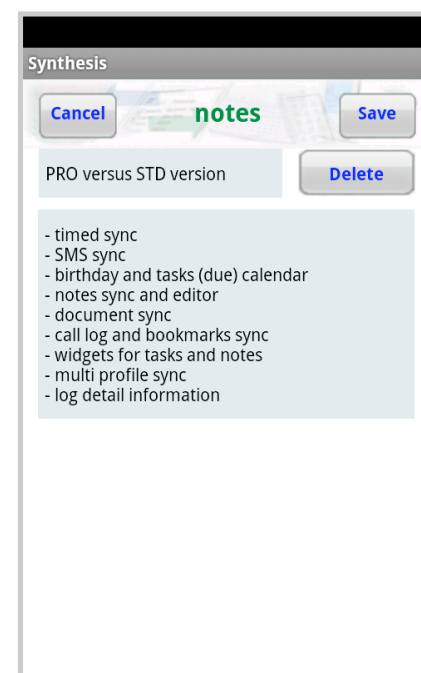 Synthesis
Cancel notes Save
PRO versus STD version Delete
- timed sync
- SMS sync
- birthday and tasks (due) calendar
- notes sync and editor
- document sync
- call log and bookmarks sync
- widgets for tasks and notes
- multi profile sync
- log detail information